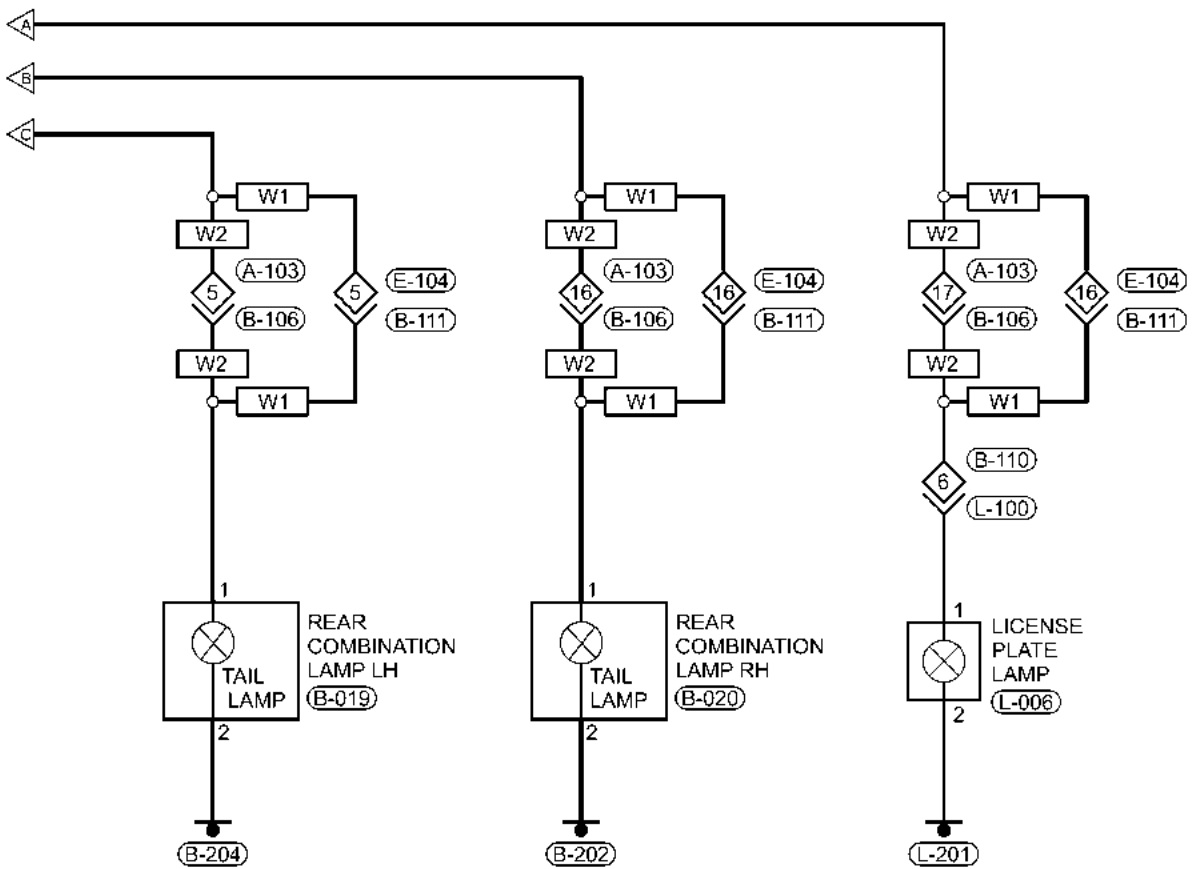 A
B
C
W1 W1 W1
W2 W2 W2
A-103 A-103 A-103
5 5 E-104 16 16 E-104 17 16 E-104
B-106 B-111 B-106 B-111 B-106 B-111
W2 W2 W2
W1 W1 W1
B-110
6
L-100
1 1 1
REAR
COMBINATION
LAMP LH
B-019
TAIL
LAMP
2
REAR
COMBINATION
LAMP RH
B-020
TAIL
LAMP
2
LICENSE
PLATE
LAMP
L-006
2
B-204 B-202 L-201